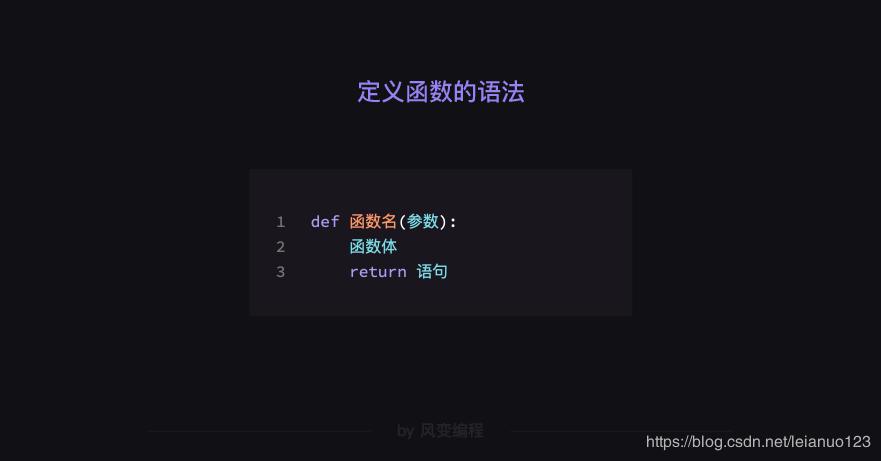 定义函数的语法
1 def 函数名(参数):
2 函数体
3 return 语句
by 风变编程
https://blog.csdn.net/leianuo123